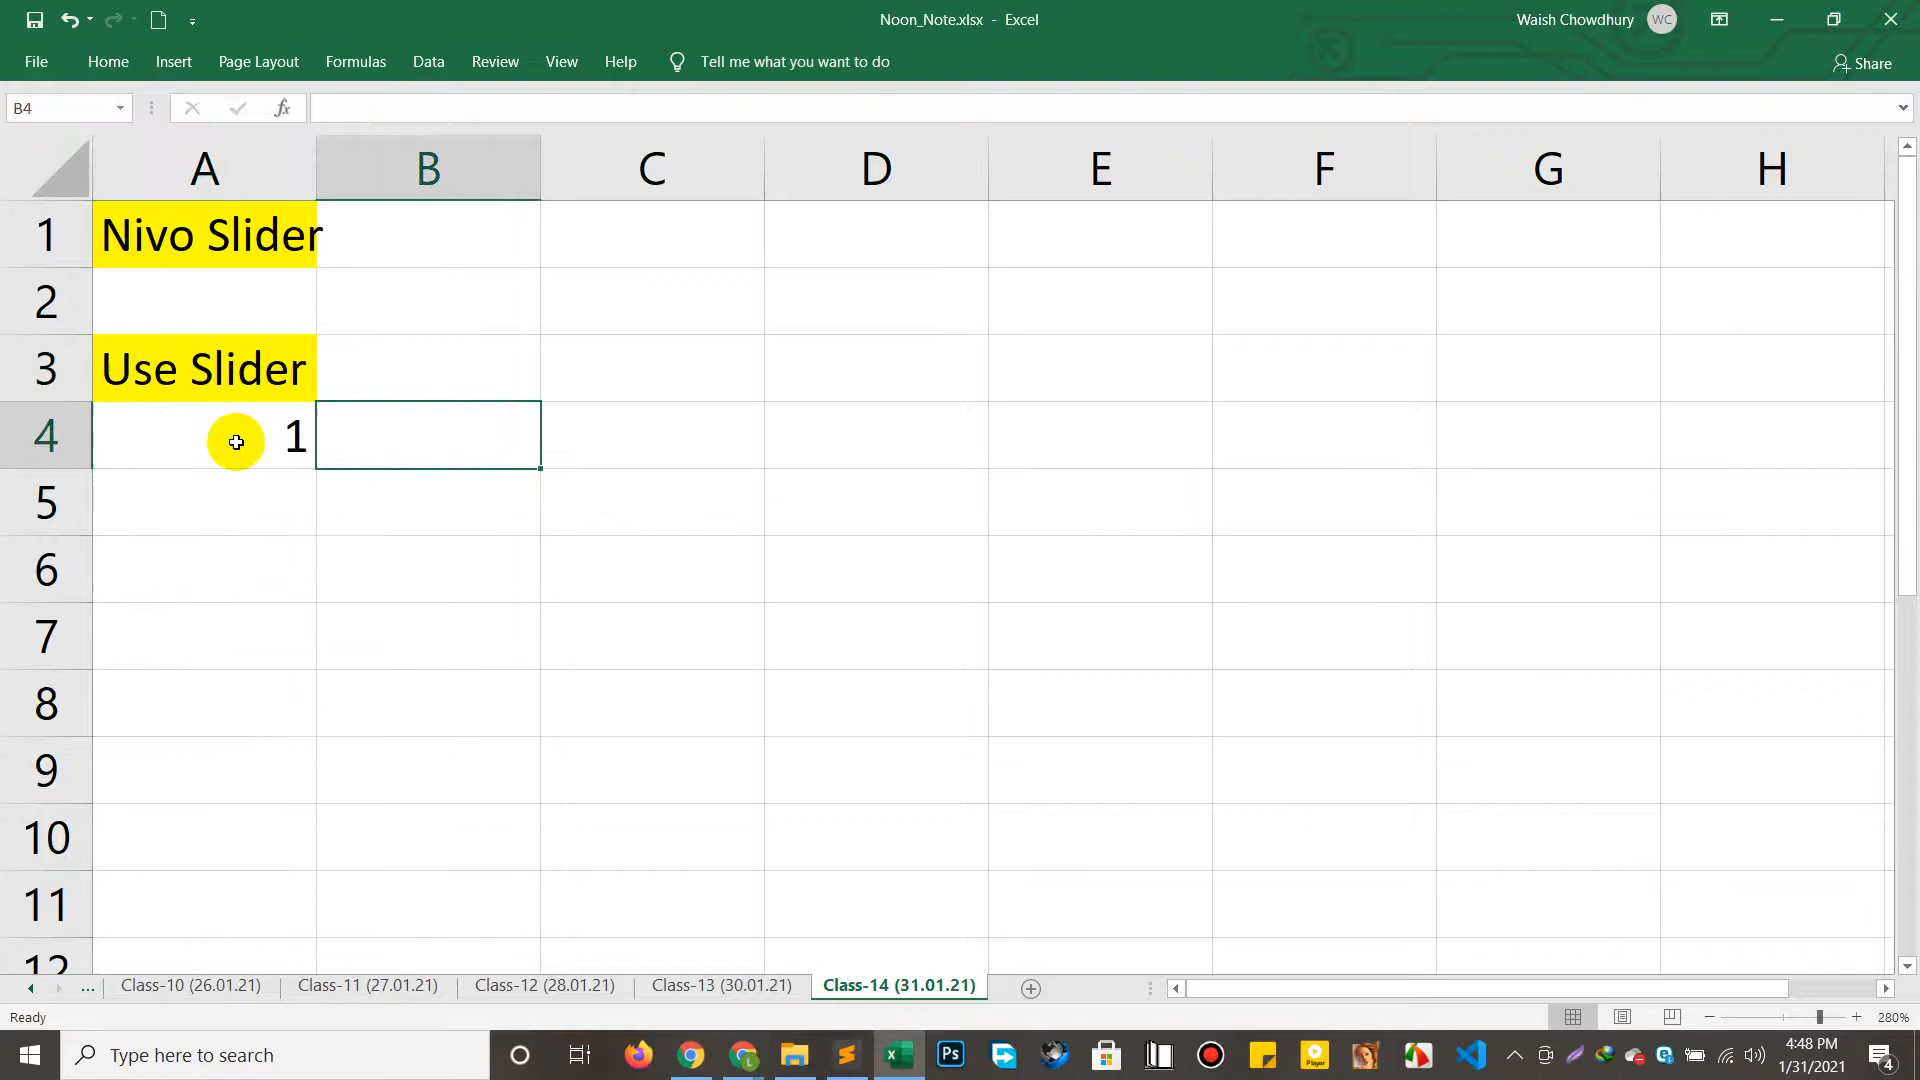 Noon_Note.xlsx - Excel
Waish Chowdhury WC
File Home Insert Page Layout Formulas Data Review View Help Tell me what you want to do Share
B4 fx
A B C D E F G H
1 Nivo Slider
2
3 Use Slider
4 1
5
6
7
8
9
10
11
12
... Class-10 (26.01.21) Class-11 (27.01.21) Class-12 (28.01.21) Class-13 (30.01.21) Class-14 (31.01.21)
Ready 280%
Type here to search Ps Player 4:48 PM
1/31/2021 4